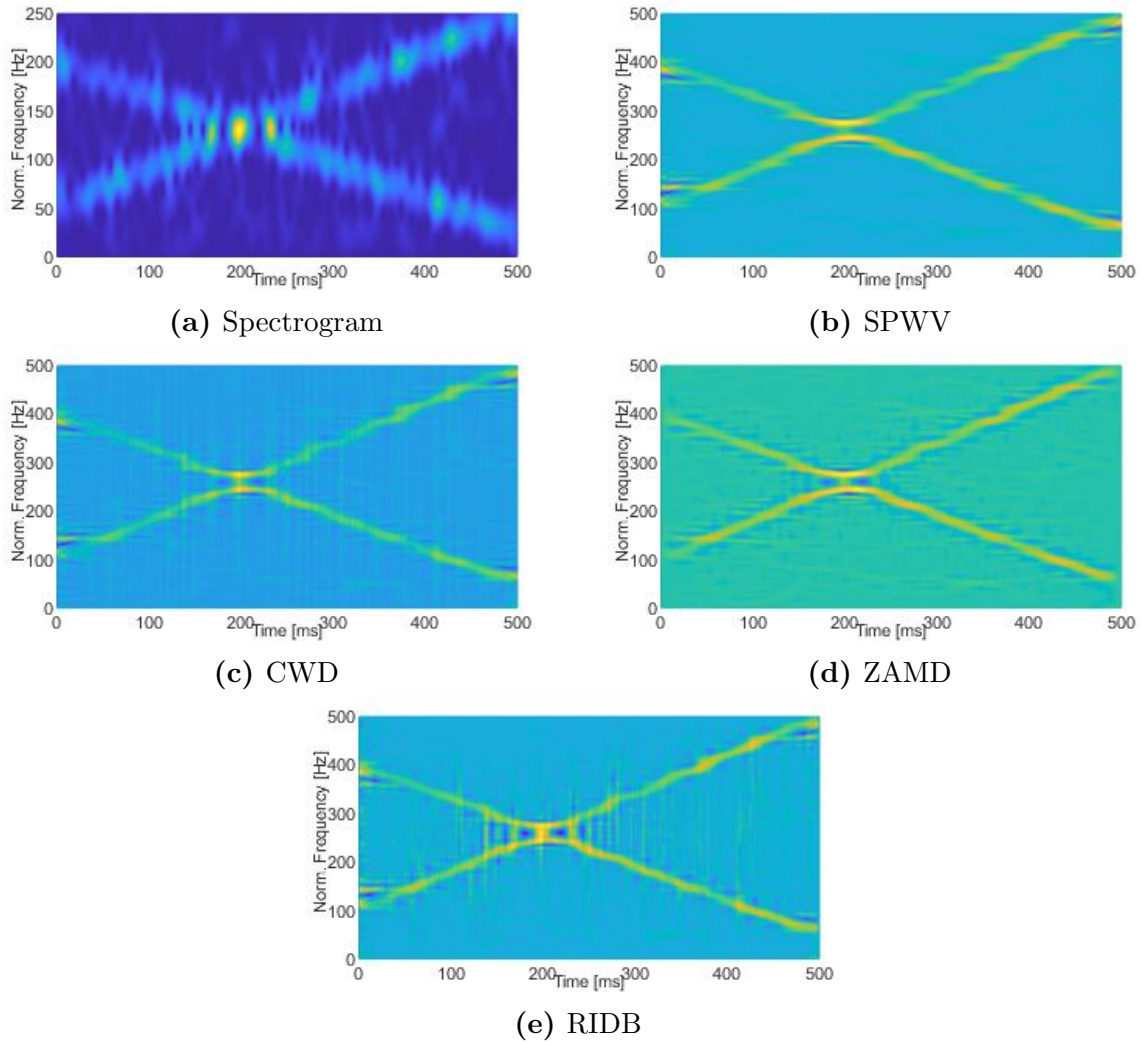 250
200
150
100
50
0
Norm. Frequency [Hz]
0 100 200 300 400 500
Time [ms]
(a) Spectrogram
500
400
300
200
100
0
Norm. Frequency [Hz]
0 100 200 300 400 500
Time [ms]
(b) SPWV
500
400
300
200
100
0
Norm. Frequency [Hz]
0 100 200 300 400 500
Time [ms]
(c) CWD
500
400
300
200
100
0
Norm. Frequency [Hz]
0 100 200 300 400 500
Time [ms]
(d) ZAMD
500
400
300
200
100
0
Norm. Frequency [Hz]
0 100 200 300 400 500
Time [ms]
(e) RIDB